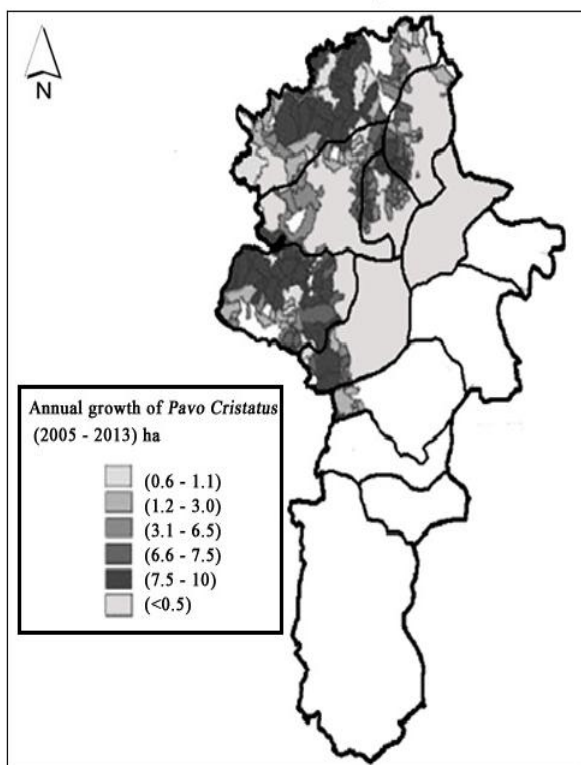 N
Annual growth of Pavo Cristatus
(2005 - 2013) ha
(0.6 - 1.1)
(1.2 - 3.0)
(3.1 - 6.5)
(6.6 - 7.5)
(7.5 - 10)
(<0.5)